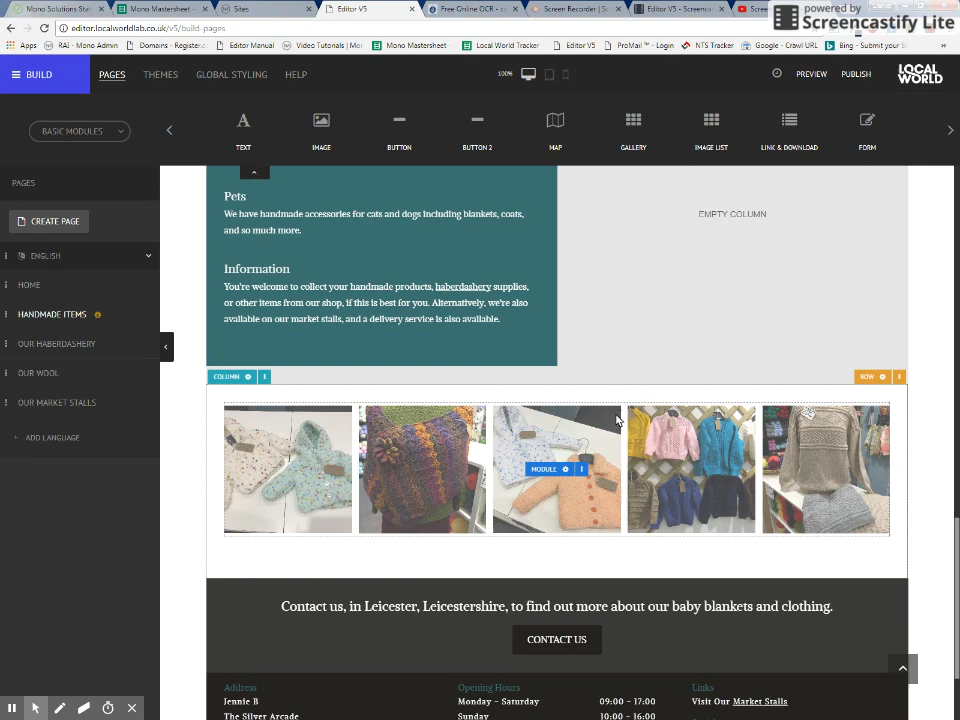 Mono Solutions Stat
Mono Mastersheet -
Sites
Editor V5
Free Online OCR - co
Screen Recorder | Sc
Editor V5 - Screencas
Scree
powered by
Screencastify Lite
editor.localworldlab.co.uk/v5/build-pages
Apps
RAI - Mono Admin
Domains - Register.c
Editor Manual
Video Tutorials | Mon
Mono Mastersheet
Local World Tracker
Editor V5
ProMail ™ - Login
NTS Tracker
Google - Crawl URL
Bing - Submit your Si
»
BUILD
PAGES
THEMES
GLOBAL STYLING
HELP
100%
PREVIEW
PUBLISH
LOCAL
WORLD
BASIC MODULES
TEXT
IMAGE
BUTTON
BUTTON 2
MAP
GALLERY
IMAGE LIST
LINK & DOWNLOAD
FORM
PAGES
CREATE PAGE
ENGLISH
HOME
HANDMADE ITEMS
OUR HABERDASHERY
OUR WOOL
OUR MARKET STALLS
+ ADD LANGUAGE
Pets
We have handmade accessories for cats and dogs including blankets, coats,
and so much more.
Information
You're welcome to collect your handmade products, haberdashery supplies,
or other items from our shop, if this is best for you. Alternatively, we're also
available on our market stalls, and a delivery service is also available.
EMPTY COLUMN
COLUMN
ROW
MODULE
Contact us, in Leicester, Leicestershire, to find out more about our baby blankets and clothing.
CONTACT US
Address
Jennie B
The Silver Arcade
Opening Hours
Monday - Saturday 09:00 - 17:00
Sunday 10:00 - 16:00
Links
Visit Our Market Stalls